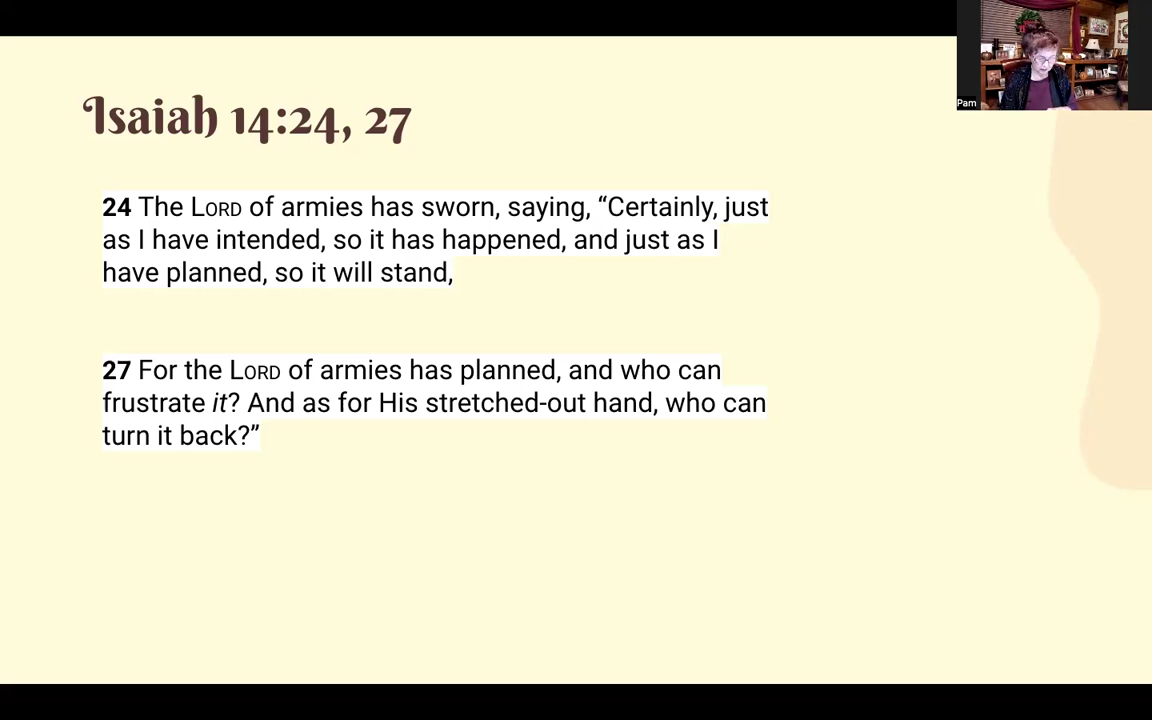 Isaiah 14:24, 27
Pam
24 The LORD of armies has sworn, saying, “Certainly, just
as I have intended, so it has happened, and just as I
have planned, so it will stand,
27 For the LORD of armies has planned, and who can
frustrate it? And as for His stretched-out hand, who can
turn it back?”